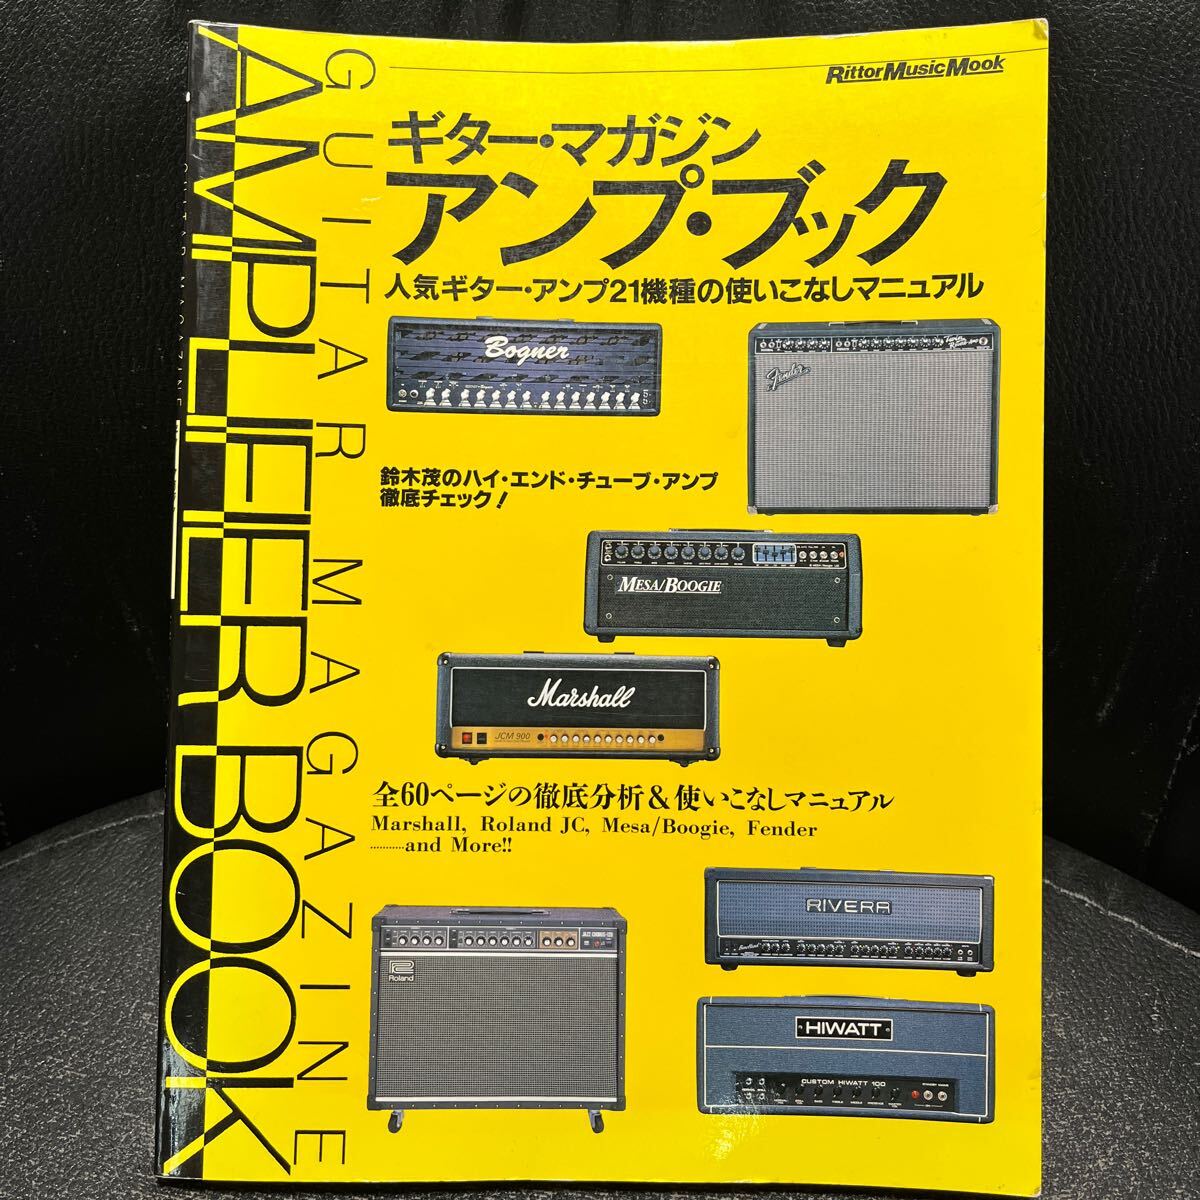 RittorMusicMook
GUITAR MAGAZINE
AMPLIFIER BOOK
ギター・マガジン
アンプ・ブック
人気ギター・アンプ21機種の使いこなしマニュアル
Bogner
Fender
Twin
鈴木茂のハイ・エンド・チューブ・アンプ
徹底チェック!
MESA/BOOGIE
Marshall
JCM 900
全60ページの徹底分析&使いこなしマニュアル
Marshall, Roland JC, Mesa/Boogie, Fender
..........and More!!
RIVERA
JAZZ CHORUS-120
Roland
HIWATT
CUSTOM HIWATT 100